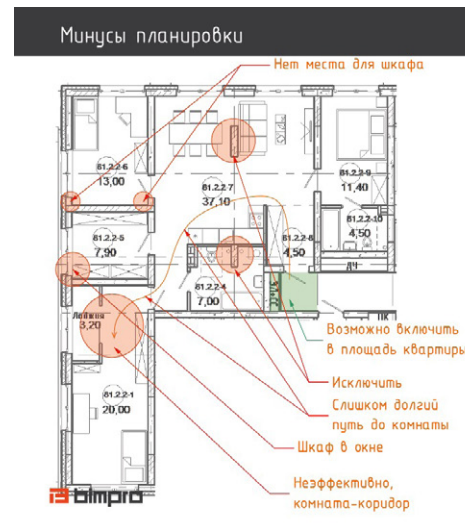 Минусы планировки
Нет места для шкафа
81.2.2-6
13,00
81.2.2-7
37,10
81.2.2-9
11,40
81.2.2-10
4,50
81.2.2-5
7,90
81.2.2-8
4,50
81.2.2-4
7,00
Лоджия
3,20
81.2.2-1
20,00
Возможно включить
в площадь квартиры
Исключить
Слишком долгий
путь до комнаты
Шкаф в окне
Неэффективно,
комната-коридор
bimpro